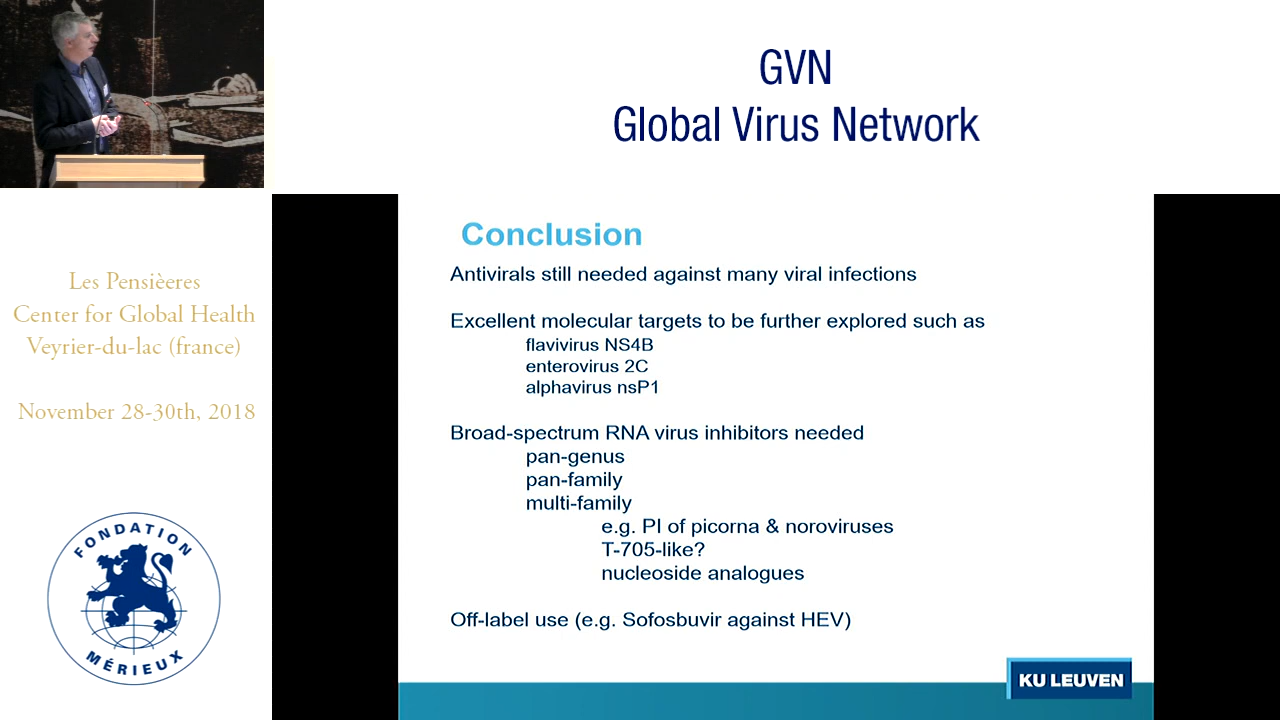 GVN
Global Virus Network
Les Pensièeres
Center for Global Health
Veyrier-du-lac (france)
November 28-30th, 2018
FONDATION
MÉRIEUX
Conclusion
Antivirals still needed against many viral infections
Excellent molecular targets to be further explored such as
flavivirus NS4B
enterovirus 2C
alphavirus nsP1
Broad-spectrum RNA virus inhibitors needed
pan-genus
pan-family
multi-family
e.g. PI of picorna & noroviruses
T-705-like?
nucleoside analogues
Off-label use (e.g. Sofosbuvir against HEV)
KU LEUVEN